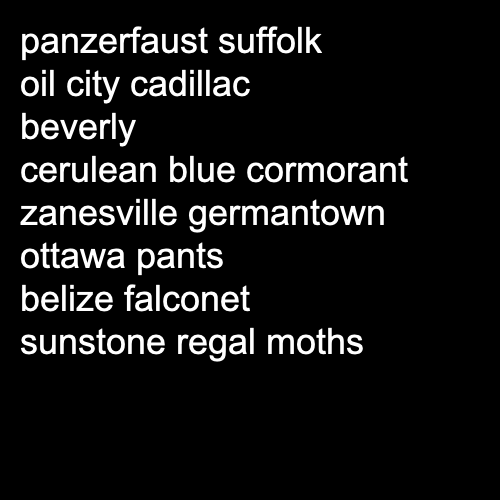 panzerfaust suffolk
oil city cadillac
beverly
cerulean blue cormorant
zanesville germantown
ottawa pants
belize falconet
sunstone regal moths